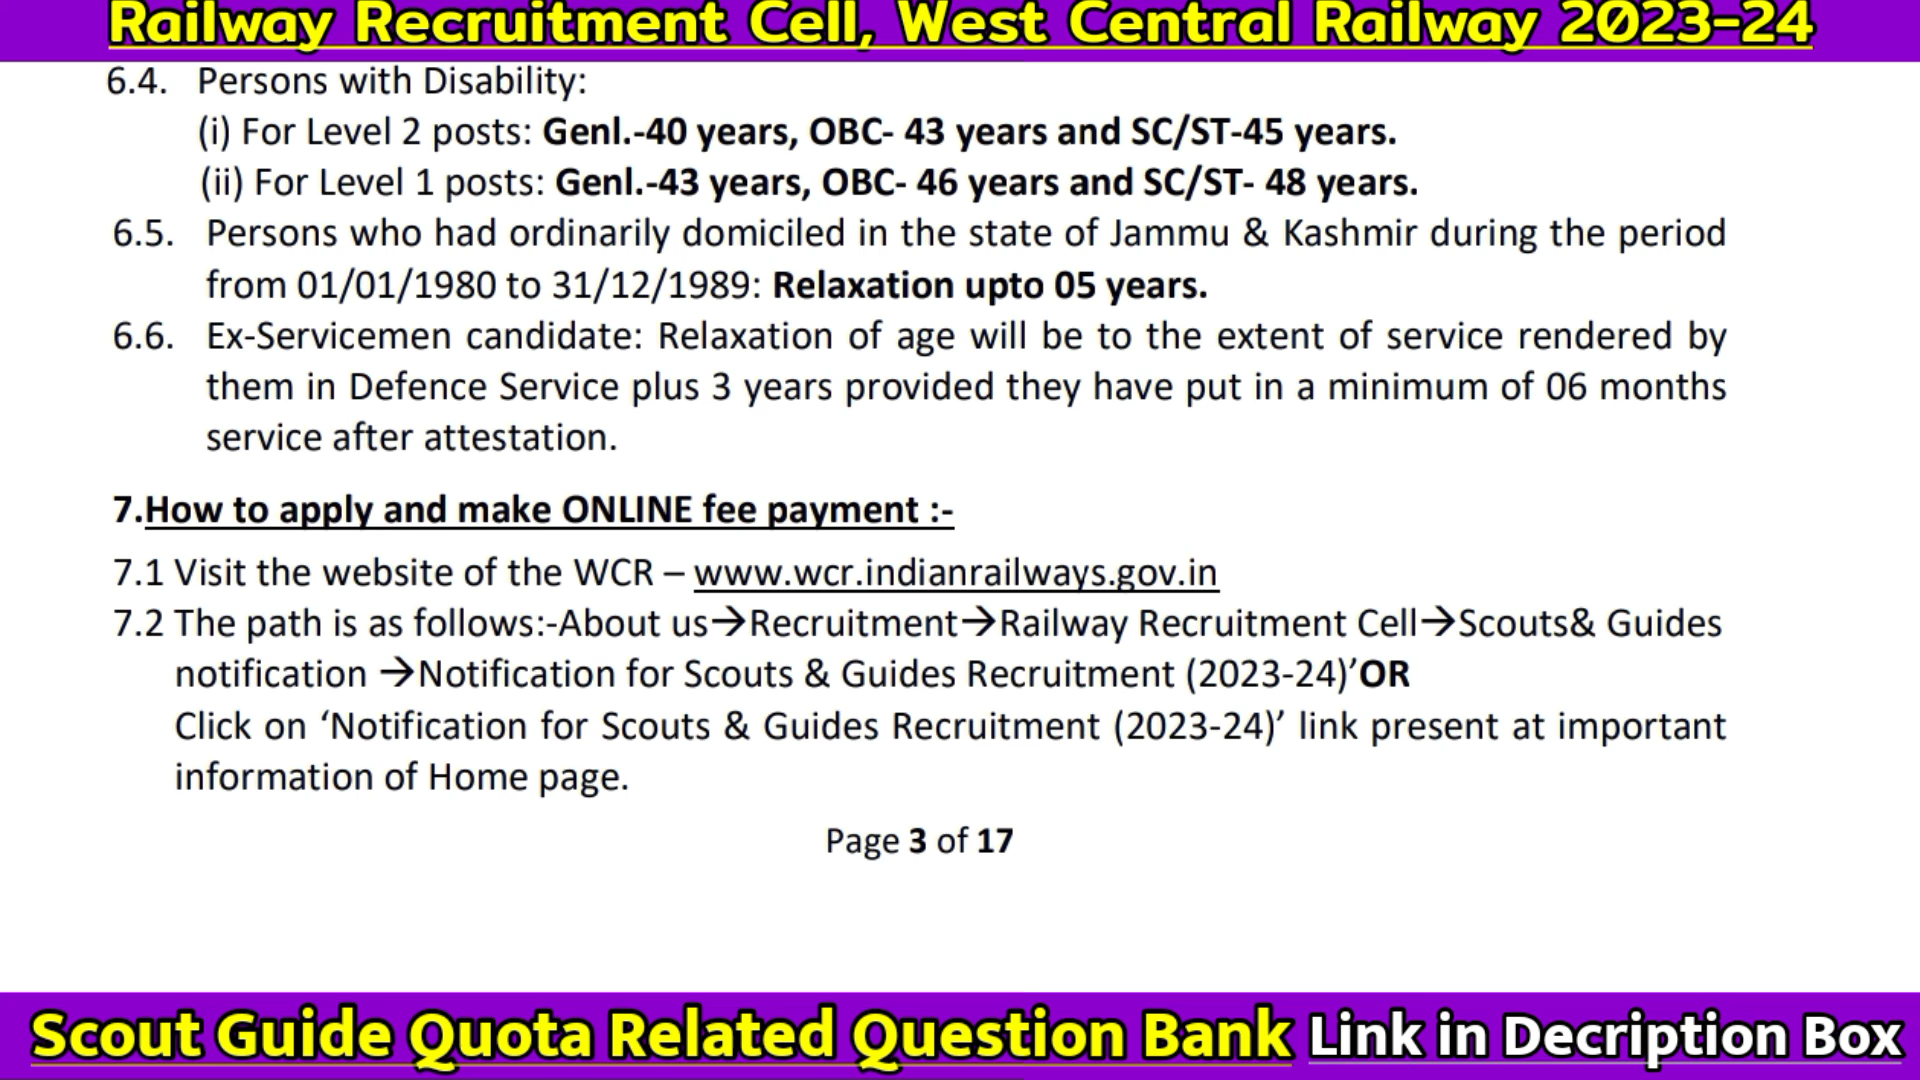 Railway Recruitment Cell, West Central Railway 2023-24
6.4. Persons with Disability:
(i) For Level 2 posts: Genl.-40 years, OBC- 43 years and SC/ST-45 years.
(ii) For Level 1 posts: Genl.-43 years, OBC- 46 years and SC/ST- 48 years.
6.5. Persons who had ordinarily domiciled in the state of Jammu & Kashmir during the period
from 01/01/1980 to 31/12/1989: Relaxation upto 05 years.
6.6. Ex-Servicemen candidate: Relaxation of age will be to the extent of service rendered by
them in Defence Service plus 3 years provided they have put in a minimum of 06 months
service after attestation.
7.How to apply and make ONLINE fee payment :-
7.1 Visit the website of the WCR – www.wcr.indianrailways.gov.in
7.2 The path is as follows:-About us→Recruitment→Railway Recruitment Cell→Scouts& Guides
notification →Notification for Scouts & Guides Recruitment (2023-24)’OR
Click on ‘Notification for Scouts & Guides Recruitment (2023-24)’ link present at important
information of Home page.
Page 3 of 17
Scout Guide Quota Related Question Bank Link in Decription Box